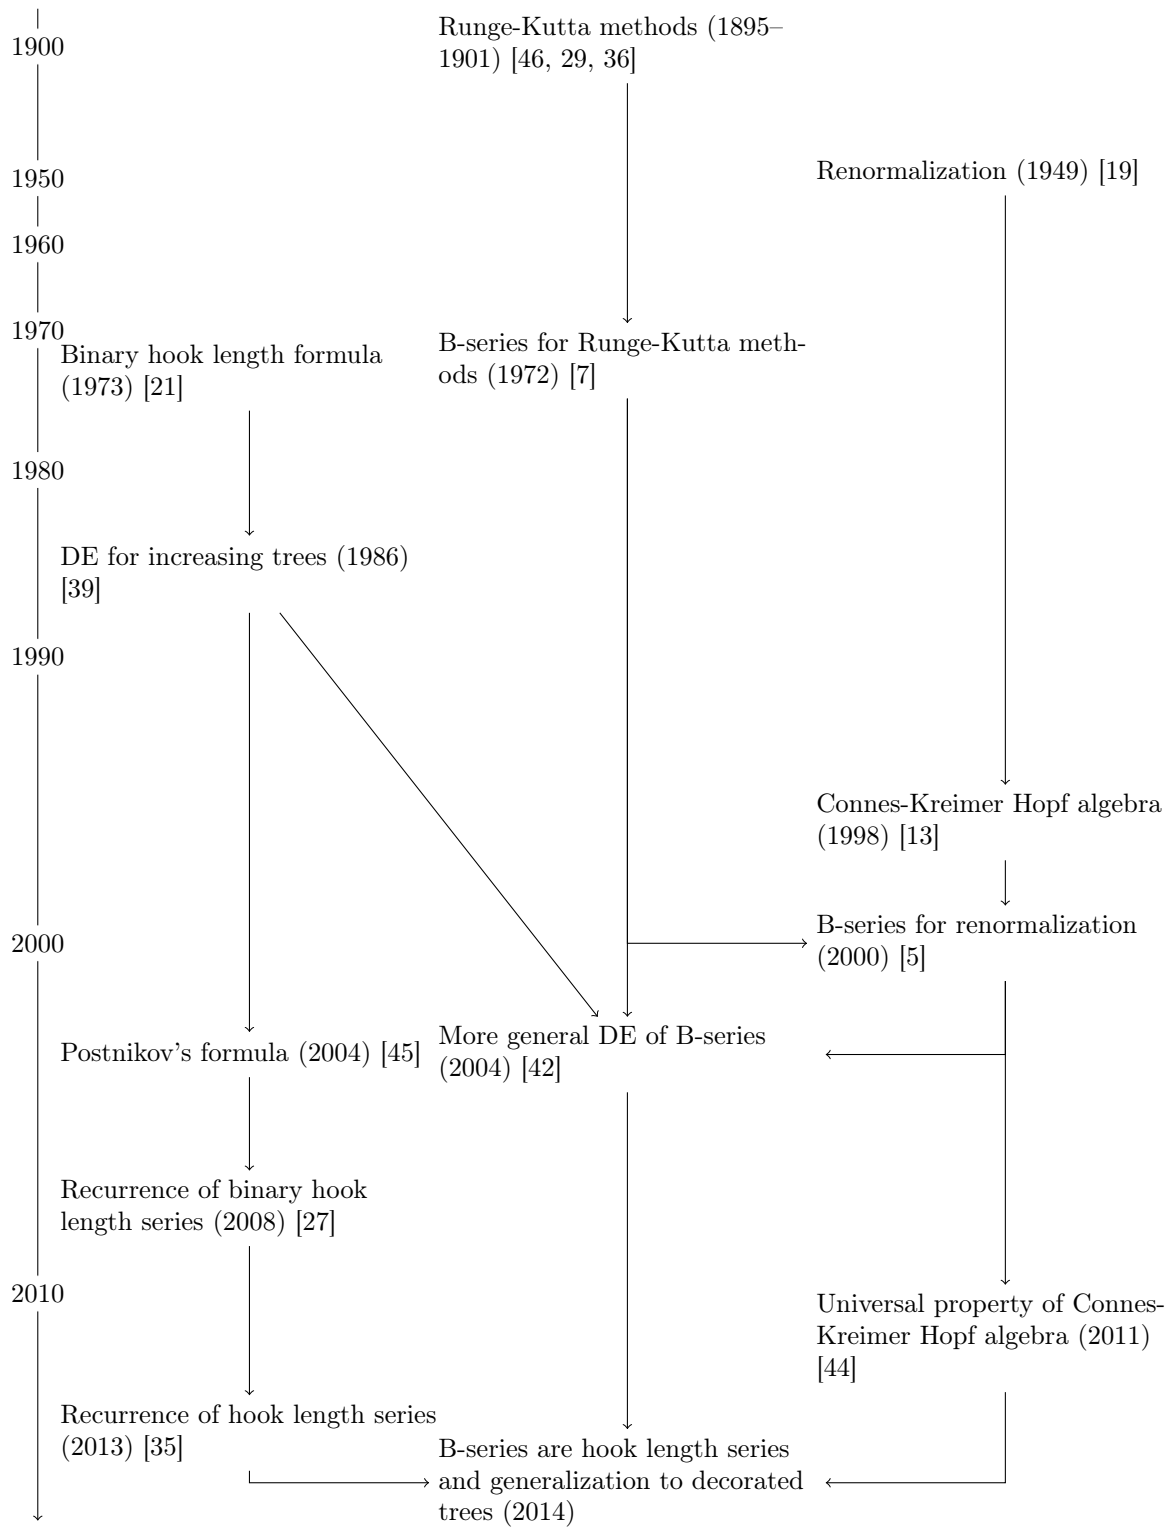 Runge-Kutta methods (1895–
1901) [46, 29, 36]
1900
Renormalization (1949) [19]
1950
1960
1970
Binary hook length formula
(1973) [21]
B-series for Runge-Kutta meth-
ods (1972) [7]
1980
DE for increasing trees (1986)
[39]
1990
Connes-Kreimer Hopf algebra
(1998) [13]
B-series for renormalization
(2000) [5]
2000
Postnikov's formula (2004) [45]
More general DE of B-series
(2004) [42]
Recurrence of binary hook
length series (2008) [27]
2010
Universal property of Connes-
Kreimer Hopf algebra (2011)
[44]
Recurrence of hook length series
(2013) [35]
B-series are hook length series
and generalization to decorated
trees (2014)